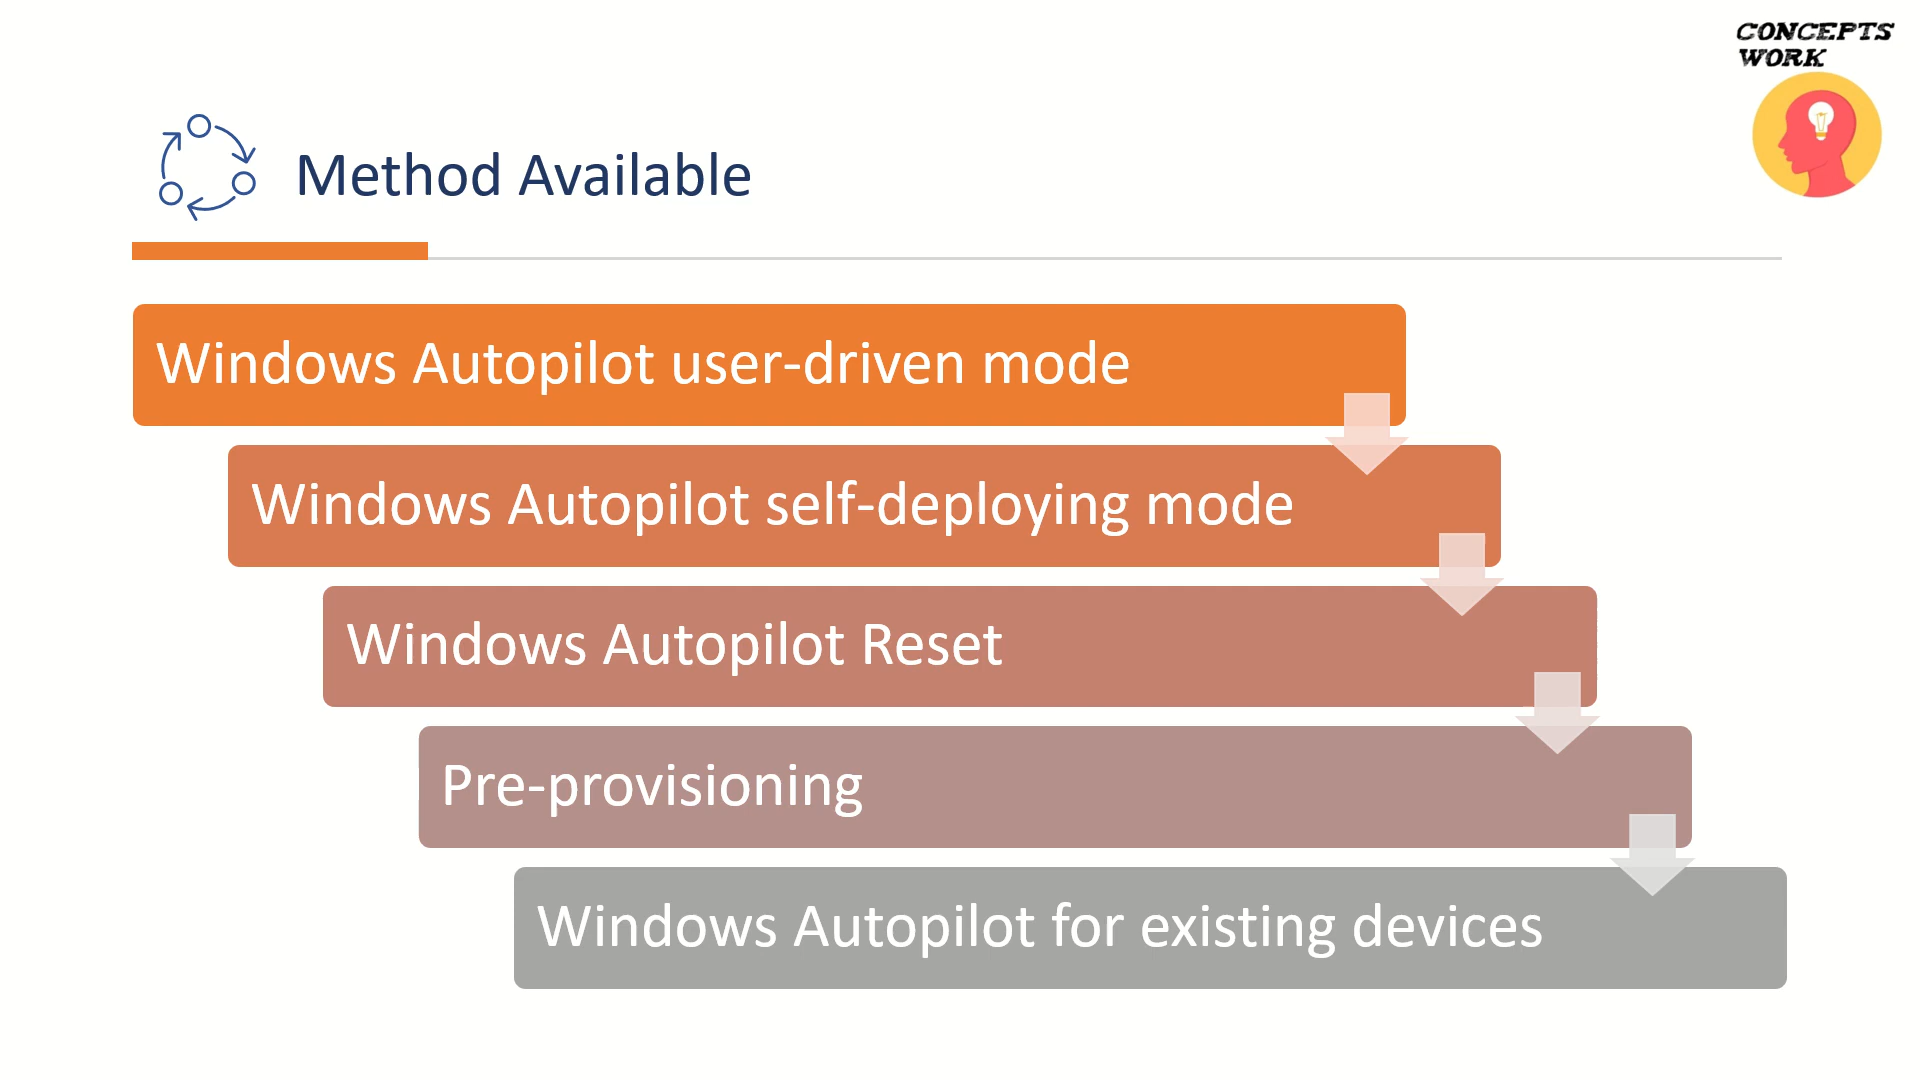 CONCEPTS
WORK
Method Available
Windows Autopilot user-driven mode
Windows Autopilot self-deploying mode
Windows Autopilot Reset
Pre-provisioning
Windows Autopilot for existing devices